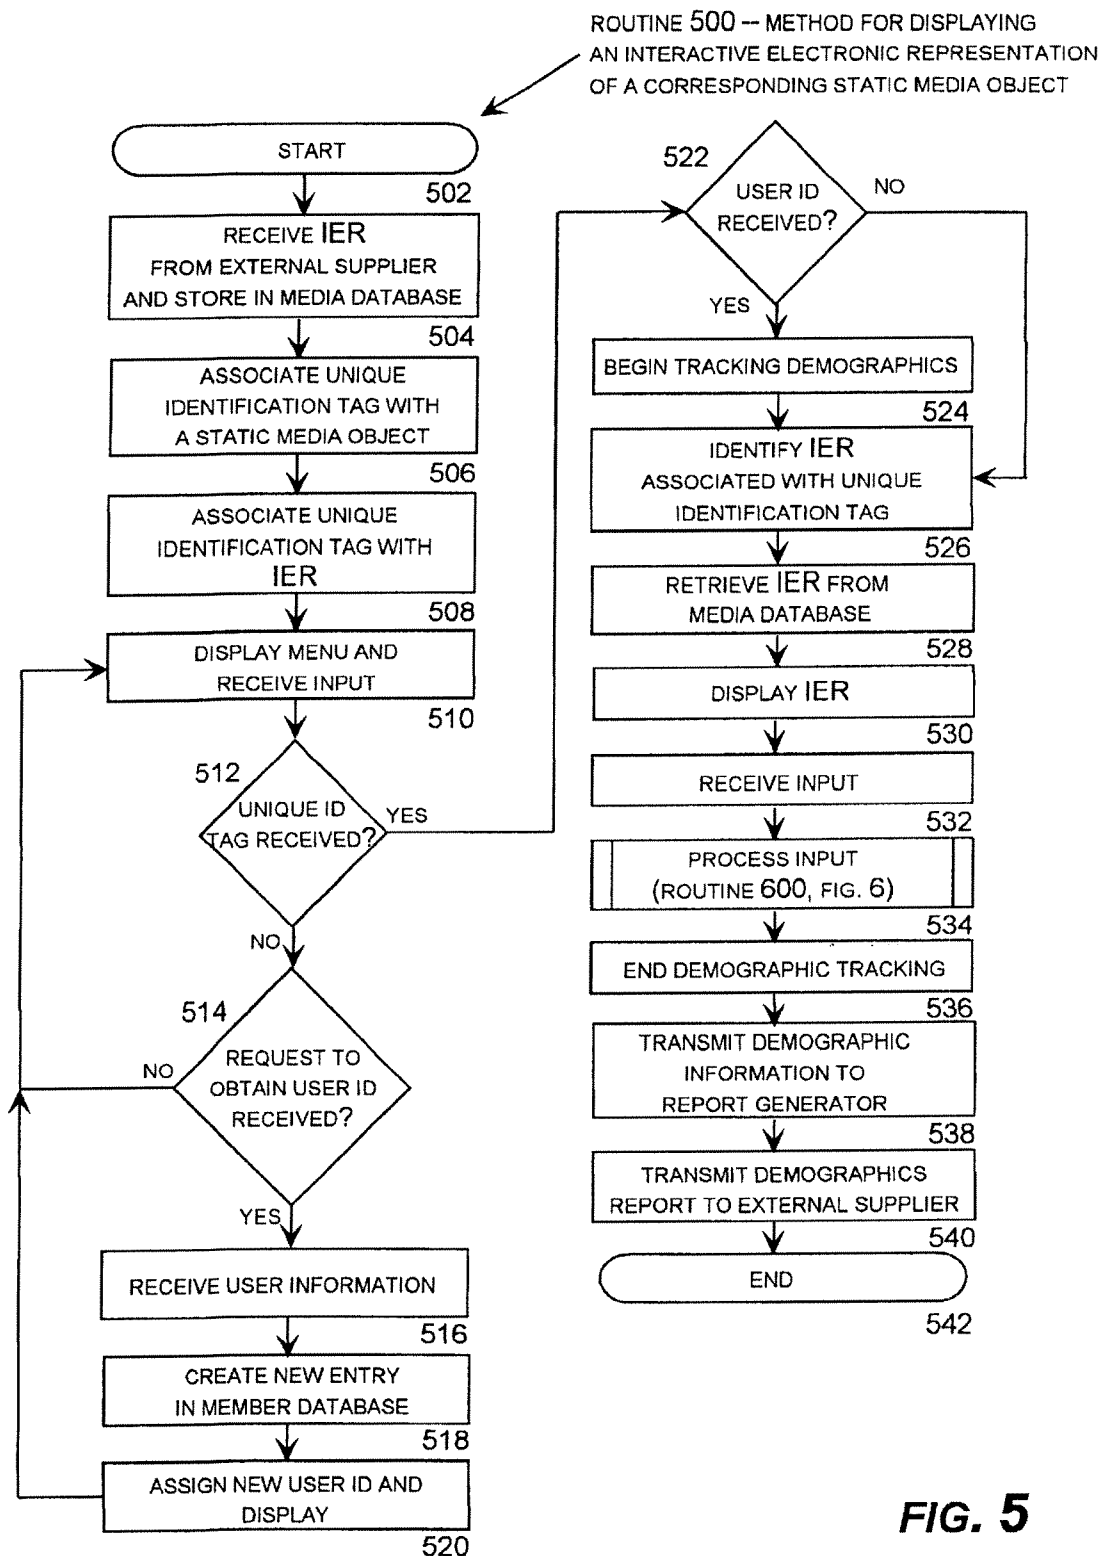 ROUTINE 500 -- METHOD FOR DISPLAYING
AN INTERACTIVE ELECTRONIC REPRESENTATION
OF A CORRESPONDING STATIC MEDIA OBJECT
START
502
RECEIVE IER
FROM EXTERNAL SUPPLIER
AND STORE IN MEDIA DATABASE
504
ASSOCIATE UNIQUE
IDENTIFICATION TAG WITH
A STATIC MEDIA OBJECT
506
ASSOCIATE UNIQUE
IDENTIFICATION TAG WITH
IER
508
DISPLAY MENU AND
RECEIVE INPUT
510
512
UNIQUE ID
TAG RECEIVED?
YES
NO
514
REQUEST TO
OBTAIN USER ID
RECEIVED?
NO
YES
RECEIVE USER INFORMATION
516
CREATE NEW ENTRY
IN MEMBER DATABASE
518
ASSIGN NEW USER ID AND
DISPLAY
520
522
USER ID
RECEIVED?
NO
YES
BEGIN TRACKING DEMOGRAPHICS
524
IDENTIFY IER
ASSOCIATED WITH UNIQUE
IDENTIFICATION TAG
526
RETRIEVE IER FROM
MEDIA DATABASE
528
DISPLAY IER
530
RECEIVE INPUT
532
PROCESS INPUT
(ROUTINE 600, FIG. 6)
534
END DEMOGRAPHIC TRACKING
536
TRANSMIT DEMOGRAPHIC
INFORMATION TO
REPORT GENERATOR
538
TRANSMIT DEMOGRAPHICS
REPORT TO EXTERNAL SUPPLIER
540
END
542
FIG. 5